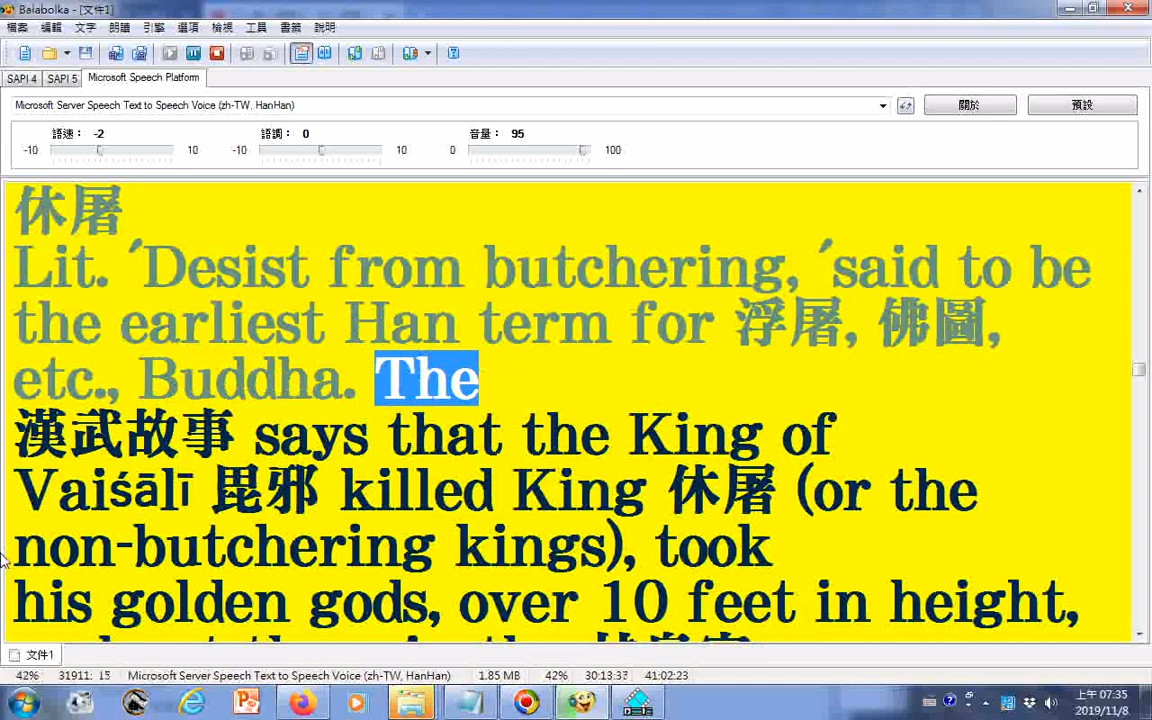 Balabolka - [文件1]
檔案 編輯 文字 朗讀 引擎 選項 檢視 工具 書籤 說明
SAPI 4 SAPI 5 Microsoft Speech Platform
Microsoft Server Speech Text to Speech Voice (zh-TW, HanHan) 關於 預設
語速： -2 語調： 0 音量： 95
-10 10 -10 10 0 100
休屠
Lit. ´Desist from butchering, ´said to be
the earliest Han term for 浮屠, 佛圖,
etc., Buddha. The
漢武故事 says that the King of
Vaiśālī 毘邪 killed King 休屠 (or the
non-butchering kings), took
his golden gods, over 10 feet in height,
文件1
42% 31911: 15 Microsoft Server Speech Text to Speech Voice (zh-TW, HanHan) 1.85 MB 42% 30:13:33 41:02:23
上午 07:35
2019/11/8